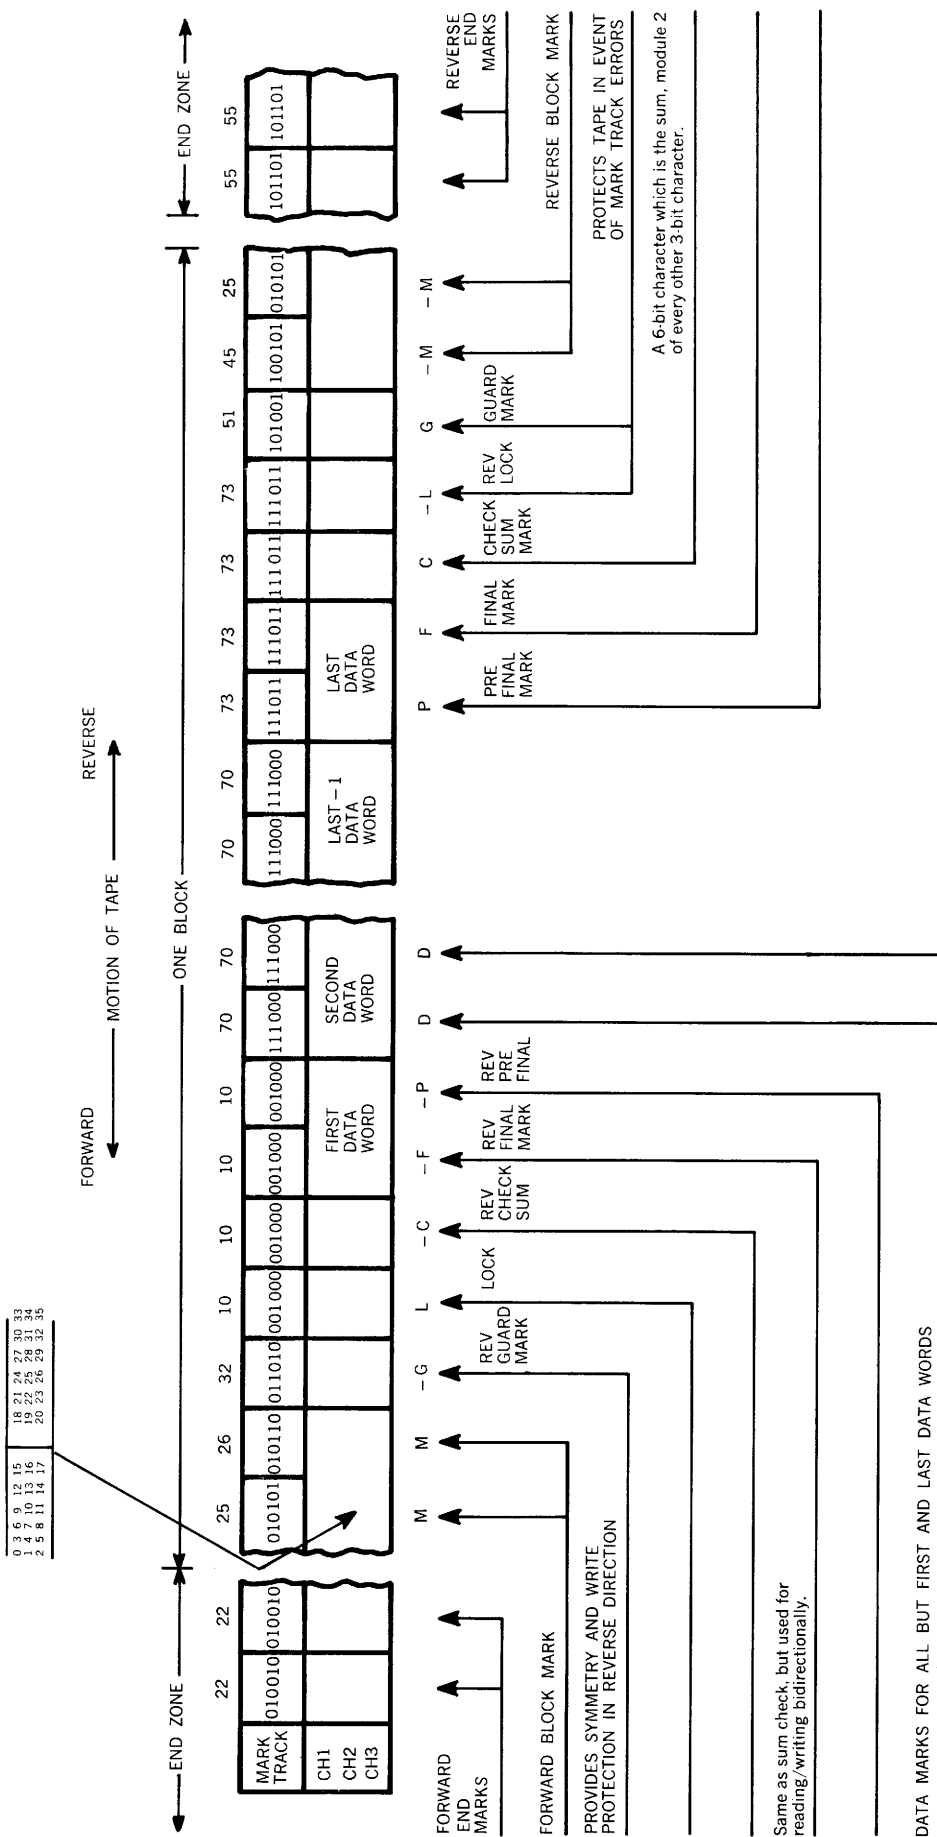 0 3 6 9 12 15 18 21 24 27 30 33
1 4 7 10 13 16 19 22 25 28 31 34
2 5 8 11 14 17 20 23 26 29 32 35
FORWARD
REVERSE
MOTION OF TAPE
END ZONE
ONE BLOCK
END ZONE
22 22 25 26 32 10 10 10 10 70 70 70 70 73 73 73 73 51 45 25 55 55
MARK
TRACK
010010 010010 010101 010110 011010 001000 001000 001000 001000 111000 111000 111000 111000 111011 111011 111011 111011 101001 100101 010101 101101 101101
CH1
CH2
CH3
FIRST
DATA
WORD
SECOND
DATA
WORD
LAST-1
DATA
WORD
LAST
DATA
WORD
M M -G L -C -F -P D D P F C -L G -M -M
FORWARD
END
MARKS
REV
GUARD
MARK
LOCK
REV
CHECK
SUM
REV
FINAL
MARK
REV
PRE
FINAL
PRE
FINAL
MARK
FINAL
MARK
CHECK
SUM
MARK
REV
LOCK
GUARD
MARK
REVERSE
END
MARKS
FORWARD BLOCK MARK
REVERSE BLOCK MARK
PROVIDES SYMMETRY AND WRITE
PROTECTION IN REVERSE DIRECTION
PROTECTS TAPE IN EVENT
OF MARK TRACK ERRORS
A 6-bit character which is the sum, module 2
of every other 3-bit character.
Same as sum check, but used for
reading/writing bidirectionally.
DATA MARKS FOR ALL BUT FIRST AND LAST DATA WORDS